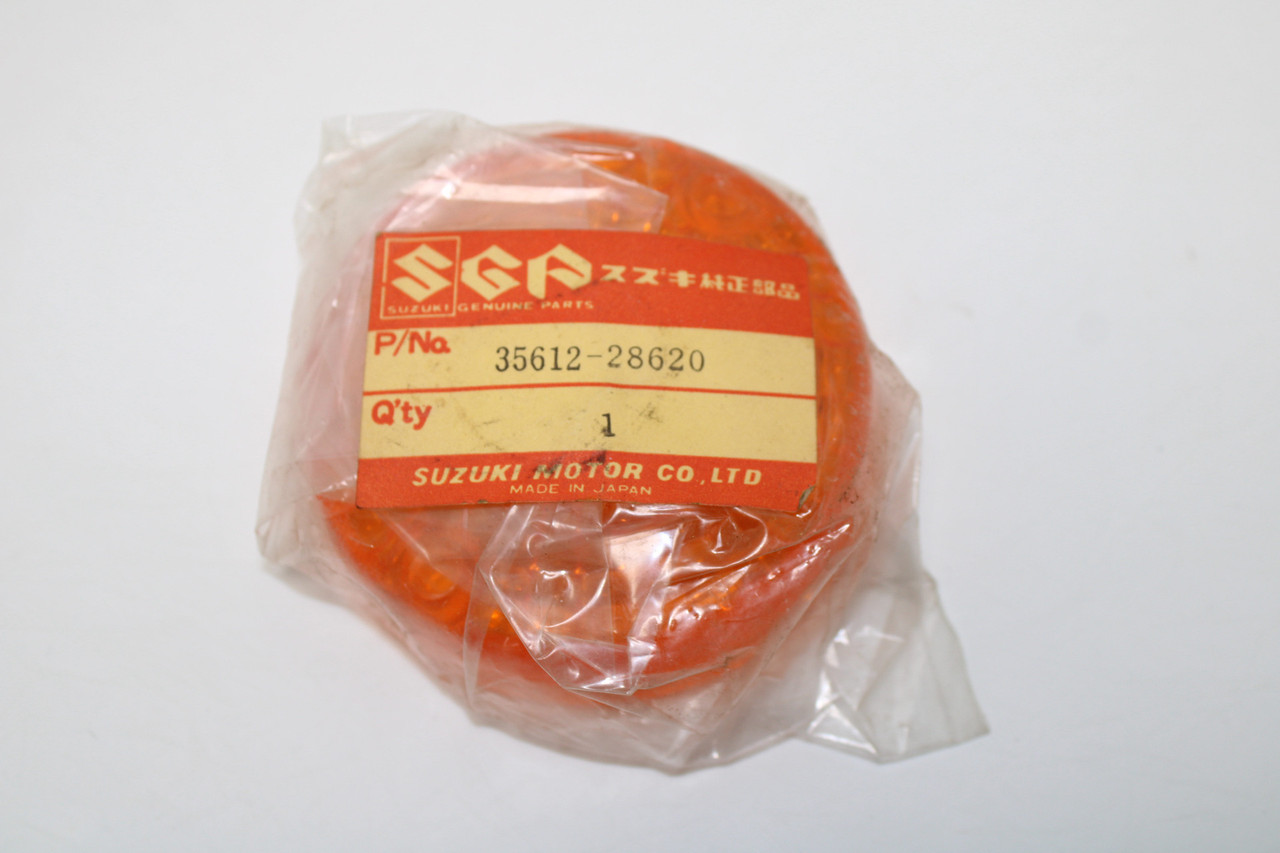 SGP スズキ純正部品
SUZUKI GENUINE PARTS
P/No. 35612-28620
Q'ty 1
SUZUKI MOTOR CO., LTD
MADE IN JAPAN